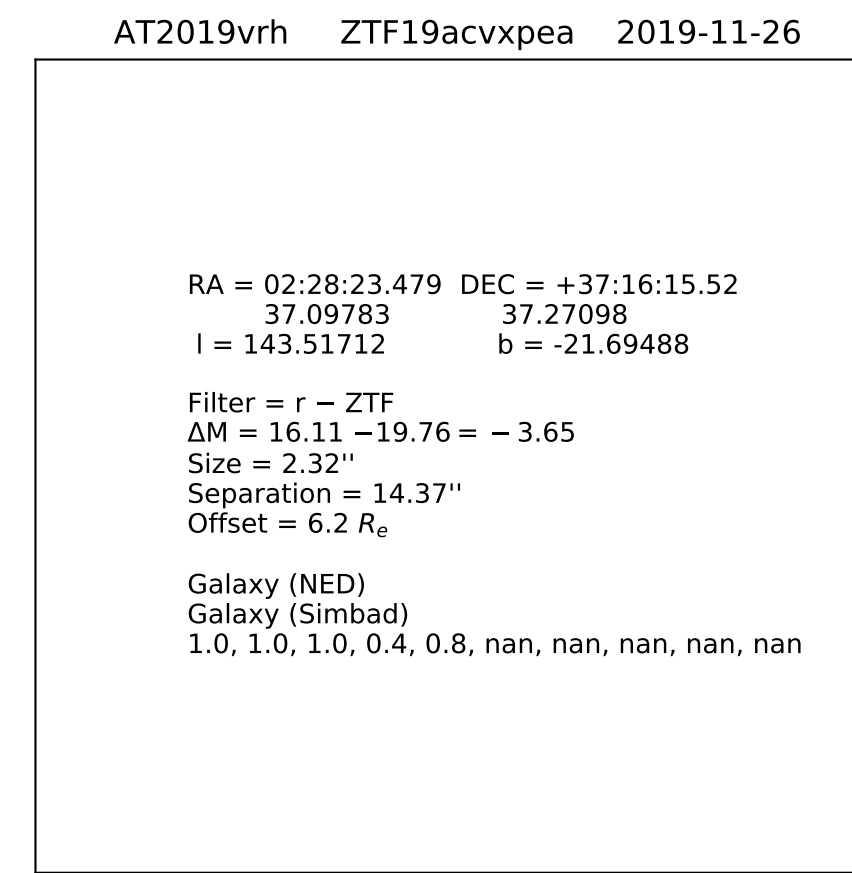 AT2019vrh ZTF19acvxpea 2019-11-26
RA = 02:28:23.479 DEC = +37:16:15.52
37.09783 37.27098
l = 143.51712 b = -21.69488
Filter = r − ZTF
ΔM = 16.11 −19.76 = − 3.65
Size = 2.32''
Separation = 14.37''
Offset = 6.2 Re
Galaxy (NED)
Galaxy (Simbad)
1.0, 1.0, 1.0, 0.4, 0.8, nan, nan, nan, nan, nan